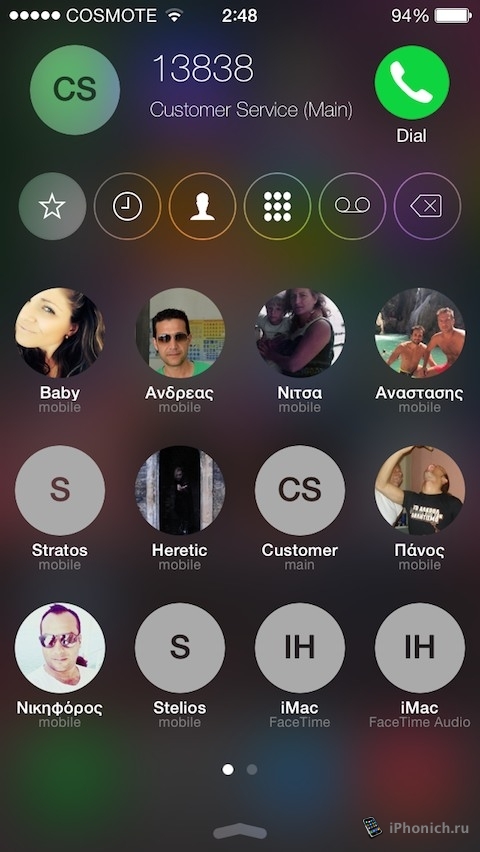 COSMOTE 2:48 94%
CS
13838
Customer Service (Main)
Dial
Baby Ανδρεας Νιτσα Αναστασης
mobile mobile mobile mobile
S CS
Stratos Heretic Customer Πάνος
mobile mobile main mobile
S IH IH
Νικηφόρος Stelios iMac iMac
mobile mobile FaceTime FaceTime Audio
iPhonich.ru